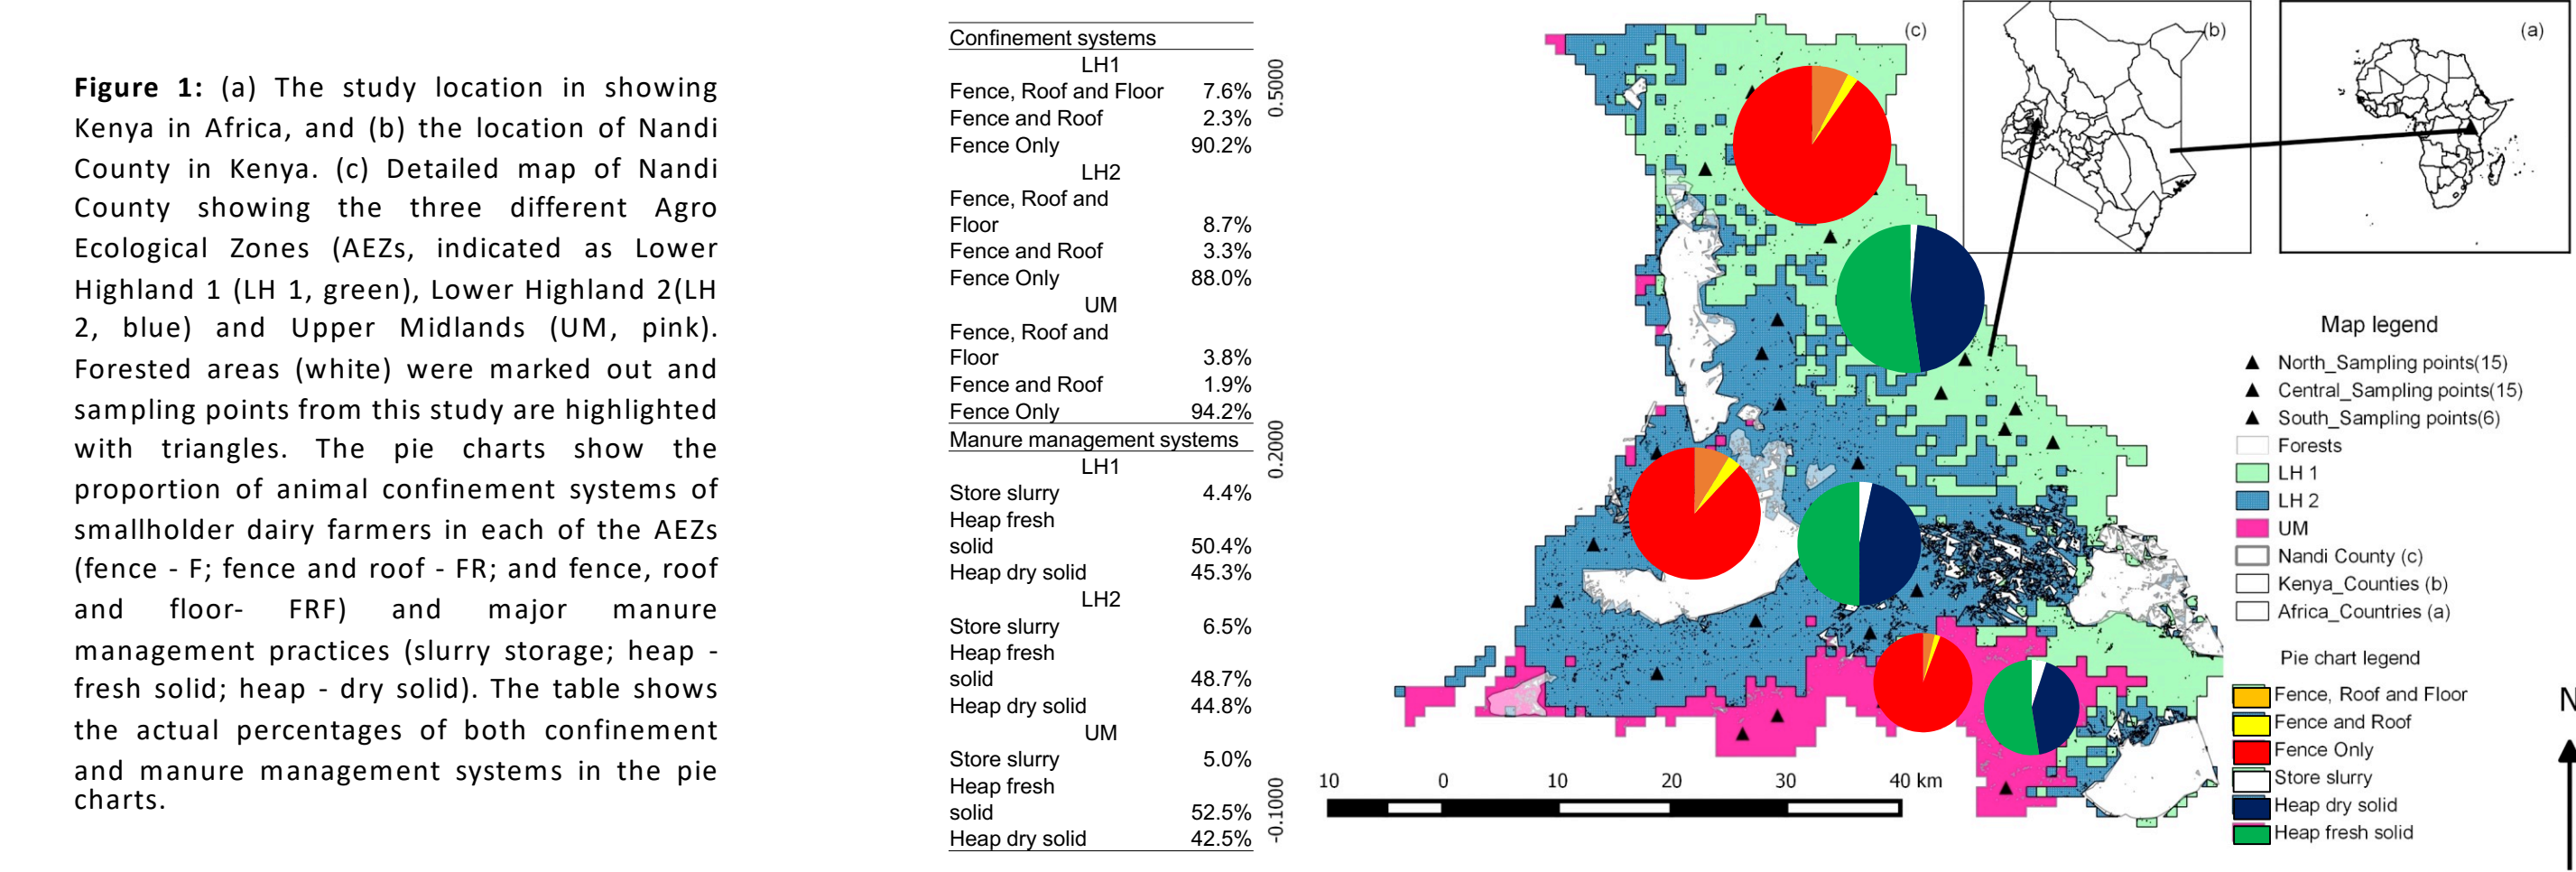 Figure 1: (a) The study location in showing
Kenya in Africa, and (b) the location of Nandi
County in Kenya. (c) Detailed map of Nandi
County showing the three different Agro
Ecological Zones (AEZs, indicated as Lower
Highland 1 (LH 1, green), Lower Highland 2(LH
2, blue) and Upper Midlands (UM, pink).
Forested areas (white) were marked out and
sampling points from this study are highlighted
with triangles. The pie charts show the
proportion of animal confinement systems of
smallholder dairy farmers in each of the AEZs
(fence - F; fence and roof - FR; and fence, roof
and floor- FRF) and major manure
management practices (slurry storage; heap -
fresh solid; heap - dry solid). The table shows
the actual percentages of both confinement
and manure management systems in the pie
charts.
Confinement systems
LH1
Fence, Roof and Floor 7.6%
Fence and Roof 2.3%
Fence Only 90.2%
LH2
Fence, Roof and
Floor 8.7%
Fence and Roof 3.3%
Fence Only 88.0%
UM
Fence, Roof and
Floor 3.8%
Fence and Roof 1.9%
Fence Only 94.2%
Manure management systems
LH1
Store slurry 4.4%
Heap fresh
solid 50.4%
Heap dry solid 45.3%
LH2
Store slurry 6.5%
Heap fresh
solid 48.7%
Heap dry solid 44.8%
UM
Store slurry 5.0%
Heap fresh
solid 52.5%
Heap dry solid 42.5%
0.5000
0.2000
-0.1000
(c)
(b)
(a)
10 0 10 20 30 40 km
Map legend
North_Sampling points(15)
Central_Sampling points(15)
South_Sampling points(6)
Forests
LH 1
LH 2
UM
Nandi County (c)
Kenya_Counties (b)
Africa_Countries (a)
Pie chart legend
Fence, Roof and Floor
Fence and Roof
Fence Only
Store slurry
Heap dry solid
Heap fresh solid
N